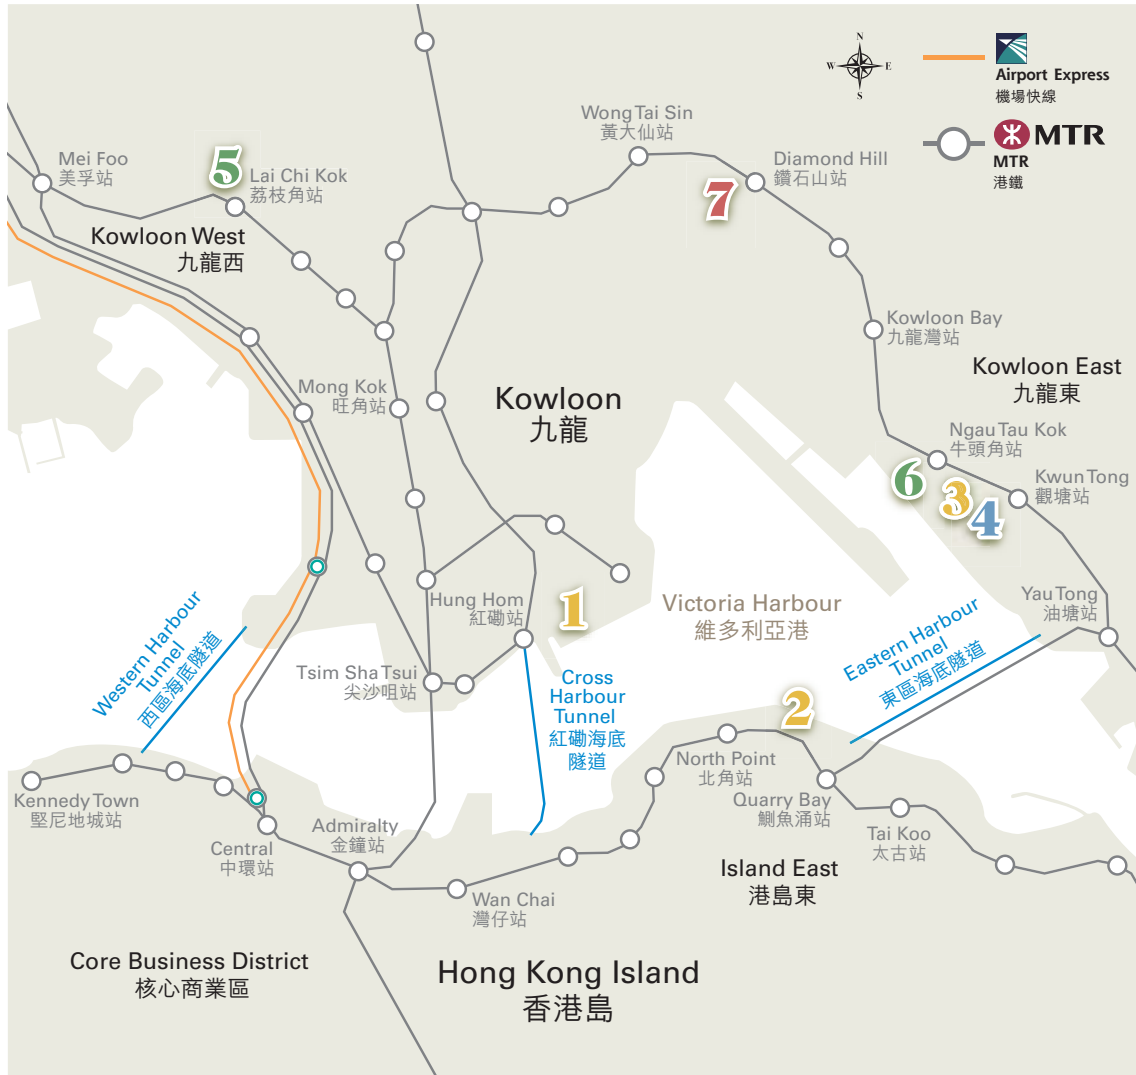 N
W
E
S
Airport Express
機場快線
MTR
MTR
港鐵
Wong Tai Sin
黃大仙站
Diamond Hill
鑽石山站
7
Mei Foo
美孚站
5
Lai Chi Kok
荔枝角站
Kowloon West
九龍西
Kowloon Bay
九龍灣站
Kowloon East
九龍東
Mong Kok
旺角站
Kowloon
九龍
Ngau Tau Kok
牛頭角站
6
3
4
Kwun Tong
觀塘站
Hung Hom
紅磡站
1
Victoria Harbour
維多利亞港
Yau Tong
油塘站
Western Harbour
Tunnel
西區海底隧道
Eastern Harbour
Tunnel
東區海底隧道
Tsim Sha Tsui
尖沙咀站
Cross
Harbour
Tunnel
紅磡海底
隧道
2
North Point
北角站
Quarry Bay
鰂魚涌站
Kennedy Town
堅尼地城站
Central
中環站
Admiralty
金鐘站
Tai Koo
太古站
Wan Chai
灣仔站
Island East
港島東
Core Business District
核心商業區
Hong Kong Island
香港島